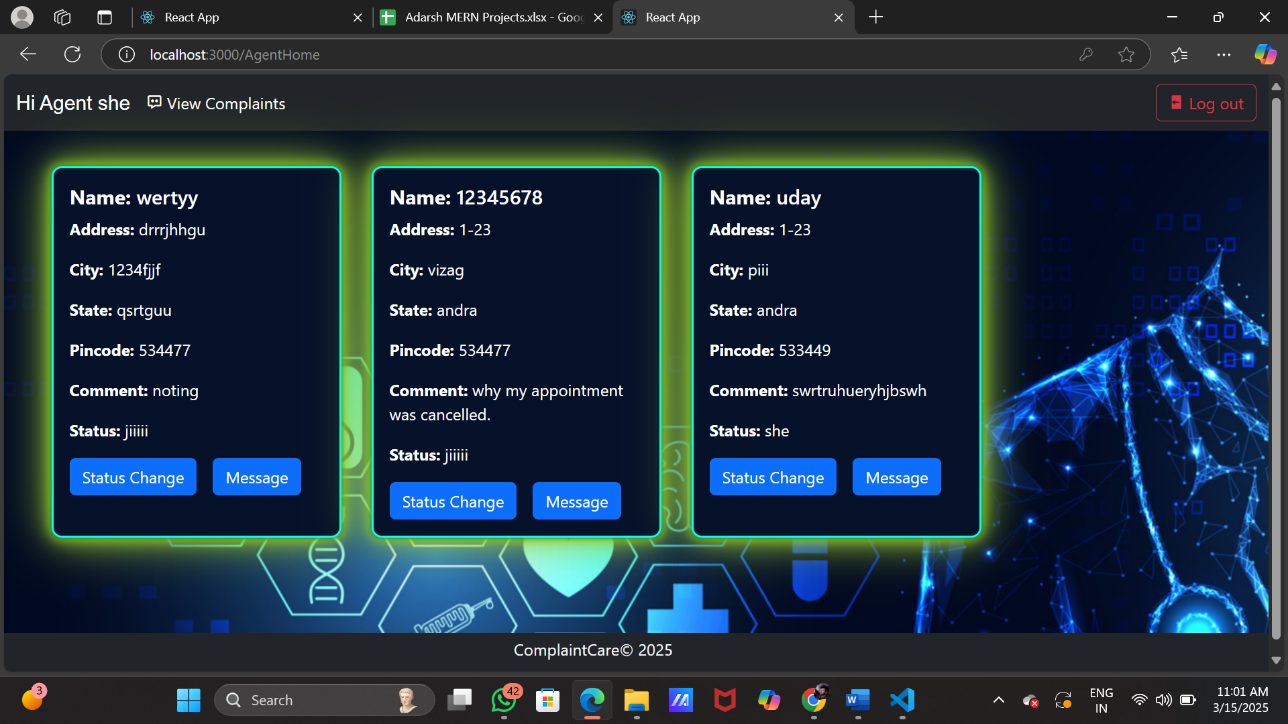 React App
Adarsh MERN Projects.xlsx - Goo
React App
localhost:3000/AgentHome
Hi Agent she
View Complaints
Log out
Name: wertyy
Address: drrrjhhgu
City: 1234fjjf
State: qsrtguu
Pincode: 534477
Comment: noting
Status: jiiiii
Status Change
Message
Name: 12345678
Address: 1-23
City: vizag
State: andra
Pincode: 534477
Comment: why my appointment
was cancelled.
Status: jiiiii
Status Change
Message
Name: uday
Address: 1-23
City: piii
State: andra
Pincode: 533449
Comment: swrtruhueryhjbswh
Status: she
Status Change
Message
ComplaintCare© 2025
3
Search
42
ENG
IN
11:01 AM
3/15/2025